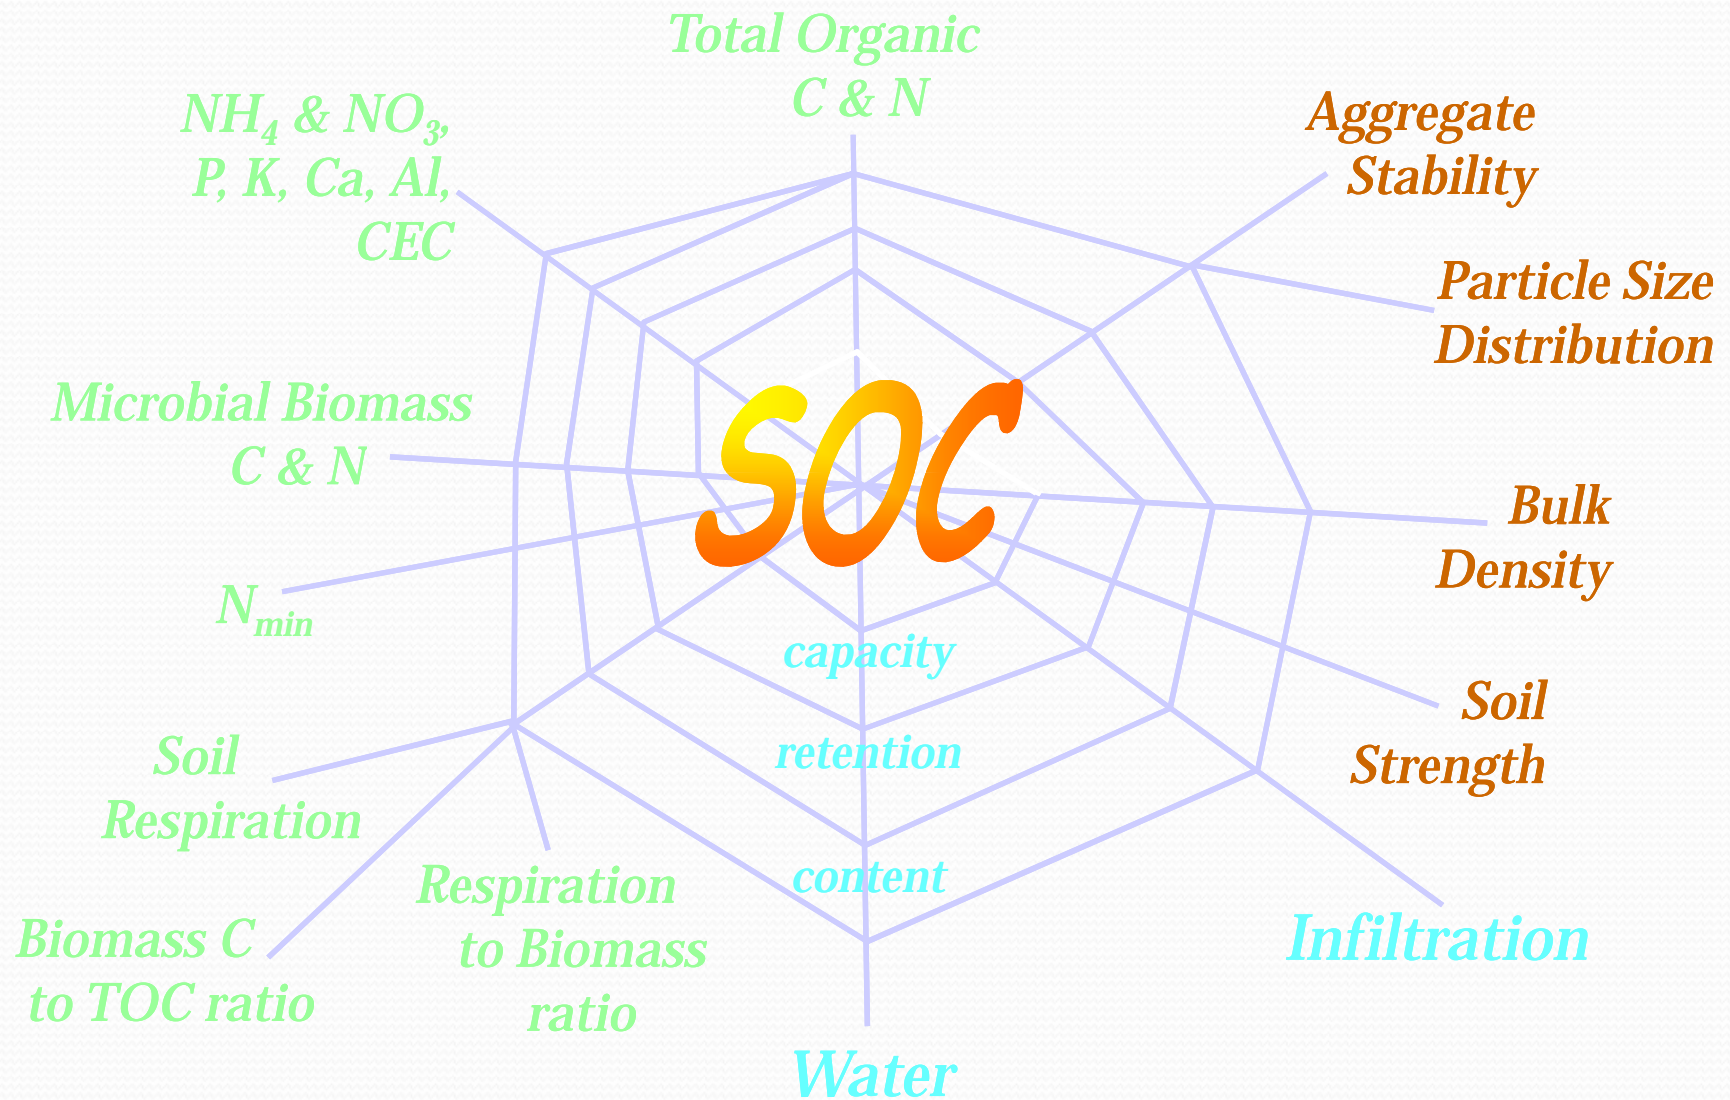 Total Organic
C & N
NH₄ & NO₃,
P, K, Ca, Al,
CEC
Aggregate
Stability
Particle Size
Distribution
Microbial Biomass
C & N
SOC
Bulk
Density
Nₘᵢₙ
capacity
retention
content
Soil
Strength
Soil
Respiration
Respiration
to Biomass
ratio
Biomass C
to TOC ratio
Infiltration
Water